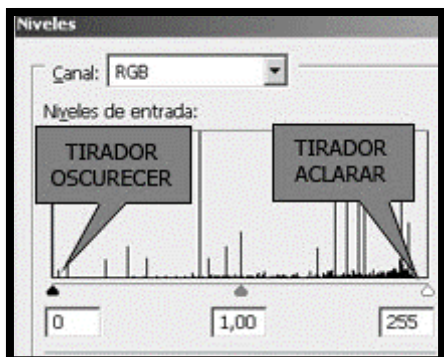 Niveles
Canal: RGB
Niveles de entrada:
TIRADOR
OSCURECER
TIRADOR
ACLARAR
0
1,00
255